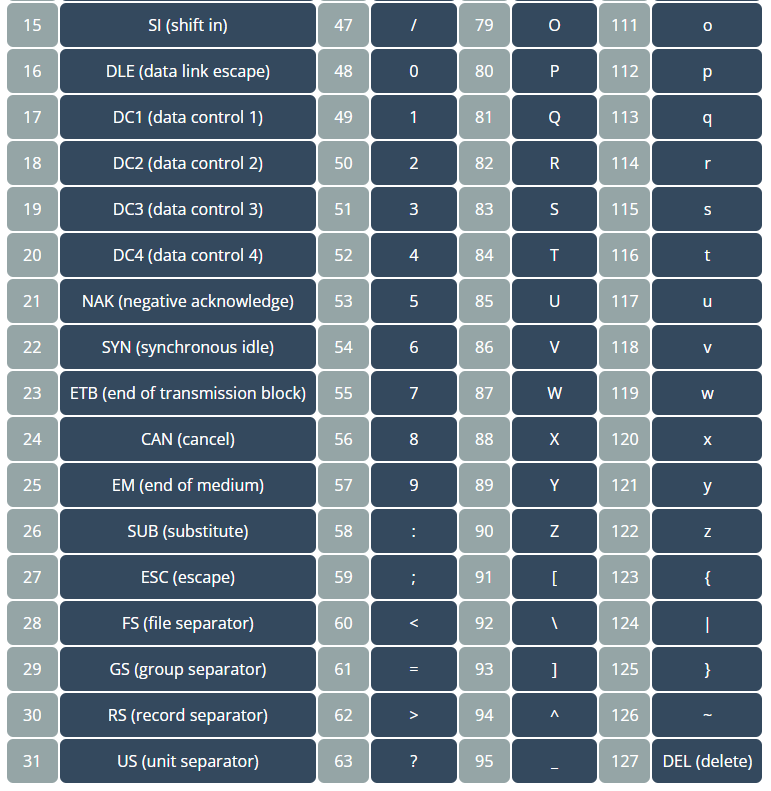 15 SI (shift in) 47 / 79 O 111 o
16 DLE (data link escape) 48 0 80 P 112 p
17 DC1 (data control 1) 49 1 81 Q 113 q
18 DC2 (data control 2) 50 2 82 R 114 r
19 DC3 (data control 3) 51 3 83 S 115 s
20 DC4 (data control 4) 52 4 84 T 116 t
21 NAK (negative acknowledge) 53 5 85 U 117 u
22 SYN (synchronous idle) 54 6 86 V 118 v
23 ETB (end of transmission block) 55 7 87 W 119 w
24 CAN (cancel) 56 8 88 X 120 x
25 EM (end of medium) 57 9 89 Y 121 y
26 SUB (substitute) 58 : 90 Z 122 z
27 ESC (escape) 59 ; 91 [ 123 {
28 FS (file separator) 60 < 92 \ 124 |
29 GS (group separator) 61 = 93 ] 125 }
30 RS (record separator) 62 > 94 ^ 126 ~
31 US (unit separator) 63 ? 95 _ 127 DEL (delete)